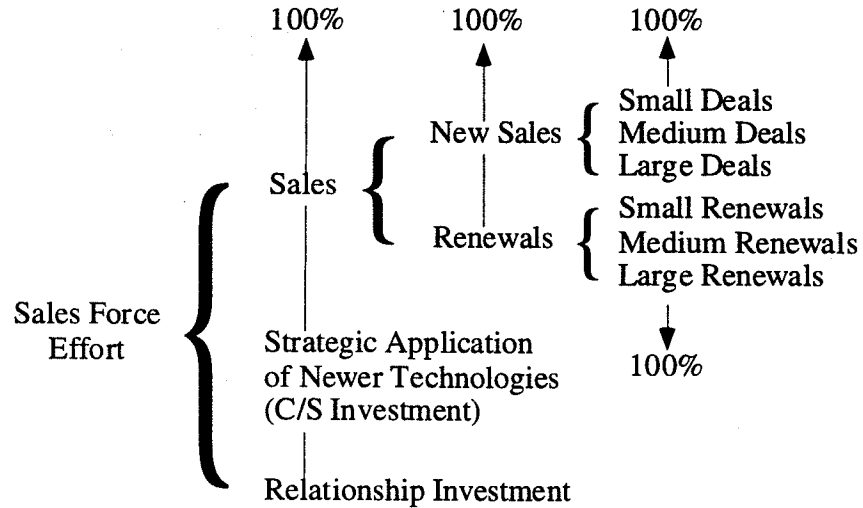 100%
100%
100%
Sales Force
Effort
Sales
New Sales
Small Deals
Medium Deals
Large Deals
Renewals
Small Renewals
Medium Renewals
Large Renewals
100%
Strategic Application
of Newer Technologies
(C/S Investment)
Relationship Investment